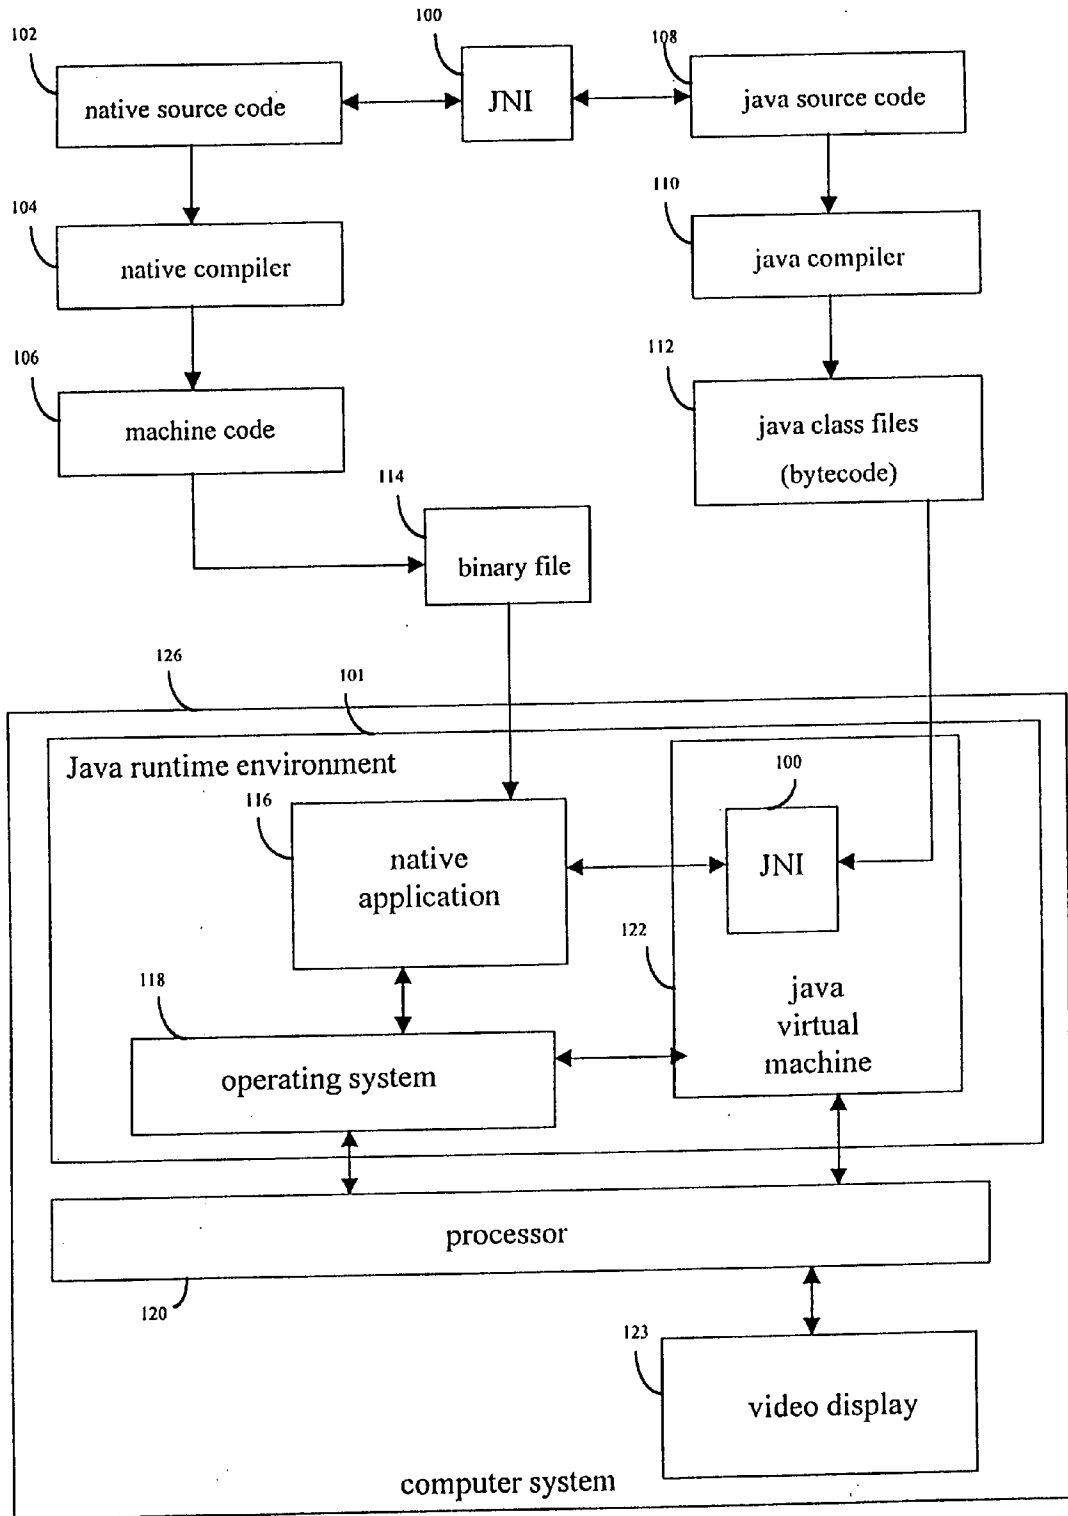 100
102
108
native source code
JNI
java source code
104
110
native compiler
java compiler
106
112
machine code
java class files
(bytecode)
114
binary file
126
101
Java runtime environment
116
100
native
application
JNI
122
118
java
virtual
machine
operating system
processor
120
123
video display
computer system